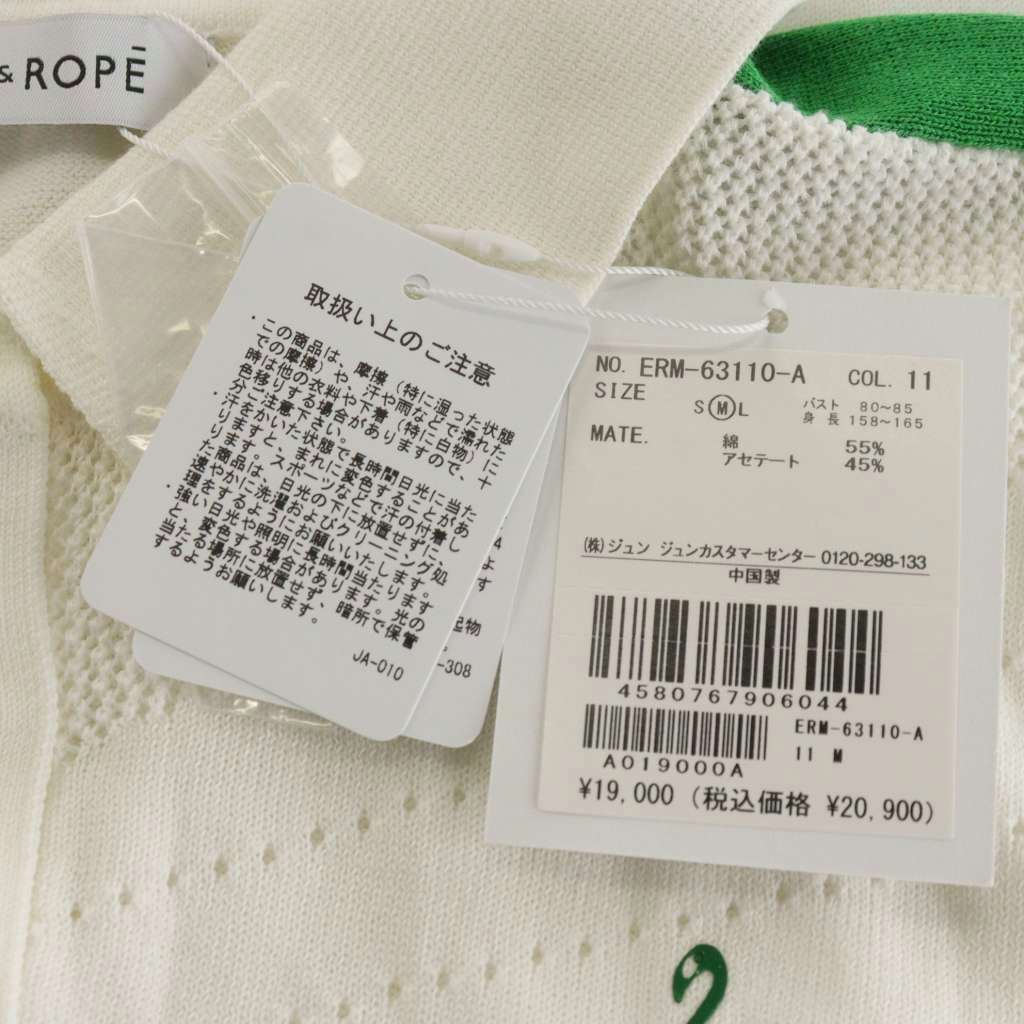 & ROPĒ
取扱い上のご注意
・この商品は、摩擦（特に湿った状態
での摩擦）や、汗や雨などで濡れた
時は他の衣料や下着（特に白物）に
色移りする場合がありますので、十
分ご注意下さい。
・汗をかいた状態で長時間日光に当た
りますと、まれに変色することがあ
ります。スポーツなどで汗の付着し
た商品は、日光の下に放置せずに
速やかに洗濯およびクリーニング処
理をするようにお願いいたします。
・強い日光や照明に長時間当たります
と、変色する場合があります。光の
当たる場所に放置せず、暗所で保管
するようお願いします。
JA-010
-308
NO. ERM-63110-A COL. 11
SIZE S Ⓜ L バスト 80~85
身長 158~165
MATE. 綿 55%
アセテート 45%
(株)ジュン ジュンカスタマーセンター 0120-298-133
中国製
4580767906044
ERM-63110-A
11 M
A019000A
¥19,000 (税込価格 ¥20,900)